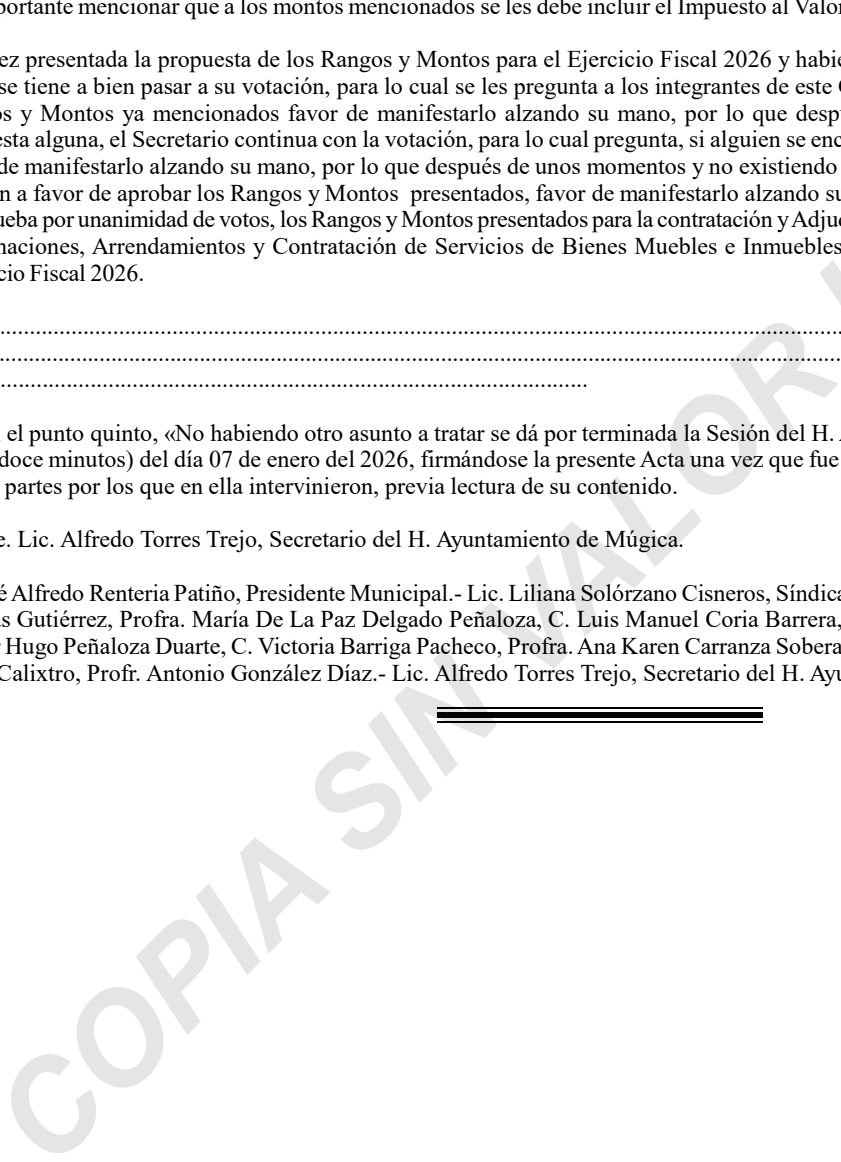 portante mencionar que a los montos mencionados se les debe incluir el Impuesto al Valor
ez presentada la propuesta de los Rangos y Montos para el Ejercicio Fiscal 2026 y habie
se tiene a bien pasar a su votación, para lo cual se les pregunta a los integrantes de este
os y Montos ya mencionados favor de manifestarlo alzando su mano, por lo que desp
esta alguna, el Secretario continua con la votación, para lo cual pregunta, si alguien se enc
de manifestarlo alzando su mano, por lo que después de unos momentos y no existiendo
n a favor de aprobar los Rangos y Montos presentados, favor de manifestarlo alzando su
ueba por unanimidad de votos, los Rangos y Montos presentados para la contratación y Adju
naciones, Arrendamientos y Contratación de Servicios de Bienes Muebles e Inmuebles
cio Fiscal 2026.
el punto quinto, «No habiendo otro asunto a tratar se dá por terminada la Sesión del H.
doce minutos) del día 07 de enero del 2026, firmándose la presente Acta una vez que fue
partes por los que en ella intervinieron, previa lectura de su contenido.
e. Lic. Alfredo Torres Trejo, Secretario del H. Ayuntamiento de Múgica.
é Alfredo Renteria Patiño, Presidente Municipal.- Lic. Liliana Solórzano Cisneros, Síndica
as Gutiérrez, Profra. María De La Paz Delgado Peñaloza, C. Luis Manuel Coria Barrera,
r Hugo Peñaloza Duarte, C. Victoria Barriga Pacheco, Profra. Ana Karen Carranza Sobera
Calixtro, Profr. Antonio González Díaz.- Lic. Alfredo Torres Trejo, Secretario del H. Ayu
COPIA SIN VALOR